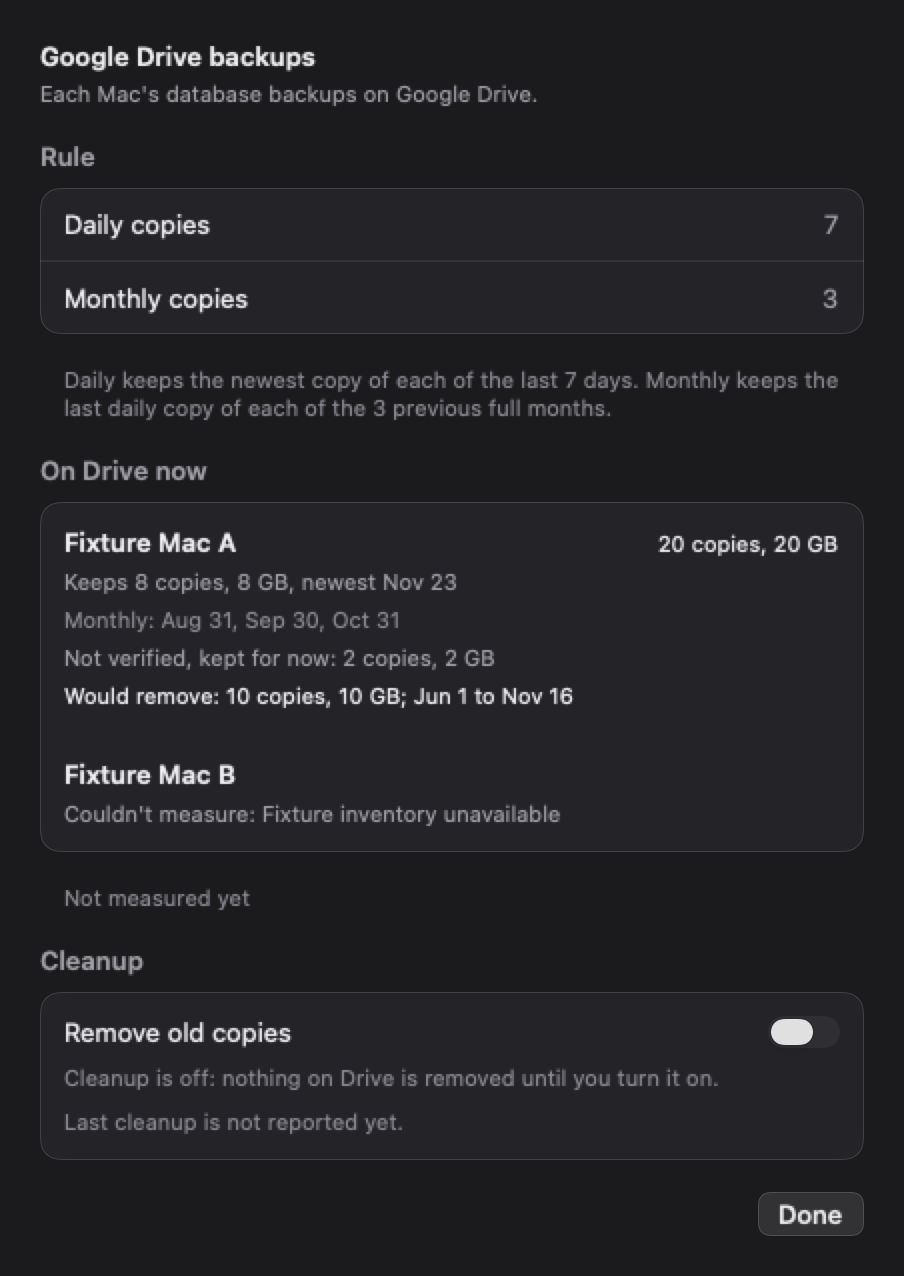 Google Drive backups
Each Mac's database backups on Google Drive.
Rule
Daily copies 7
Monthly copies 3
Daily keeps the newest copy of each of the last 7 days. Monthly keeps the
last daily copy of each of the 3 previous full months.
On Drive now
Fixture Mac A 20 copies, 20 GB
Keeps 8 copies, 8 GB, newest Nov 23
Monthly: Aug 31, Sep 30, Oct 31
Not verified, kept for now: 2 copies, 2 GB
Would remove: 10 copies, 10 GB; Jun 1 to Nov 16
Fixture Mac B
Couldn't measure: Fixture inventory unavailable
Not measured yet
Cleanup
Remove old copies
Cleanup is off: nothing on Drive is removed until you turn it on.
Last cleanup is not reported yet.
Done